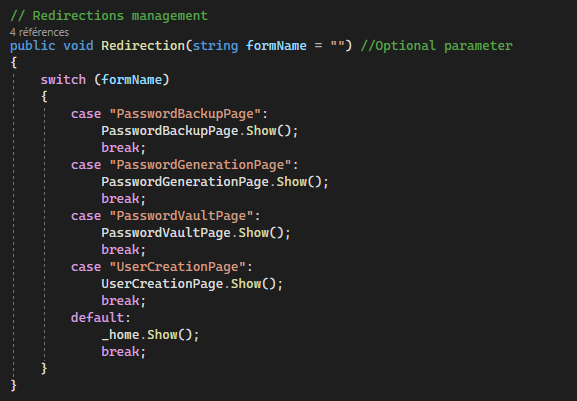 // Redirections management
4 références
public void Redirection(string formName = "") //Optional parameter
{
    switch (formName)
    {
        case "PasswordBackupPage":
            PasswordBackupPage.Show();
            break;
        case "PasswordGenerationPage":
            PasswordGenerationPage.Show();
            break;
        case "PasswordVaultPage":
            PasswordVaultPage.Show();
            break;
        case "UserCreationPage":
            UserCreationPage.Show();
            break;
        default:
            _home.Show();
            break;
    }
}